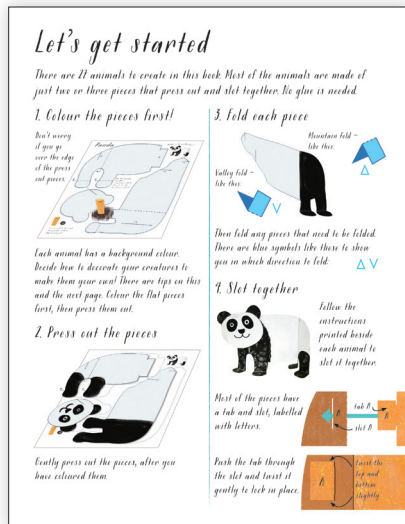 Let's get started
There are 27 animals to create in this book. Most of the animals are made of
just two or three pieces that press out and slot together. No glue is needed.
1. Colour the pieces first!
Don't worry
if you go
over the edge
of the press
out pieces.
Panda
Each animal has a background colour.
Decide how to decorate your creatures to
make them your own! There are tips on this
and the next page. Colour the flat pieces
first, then press them out.
2. Press out the pieces
Gently press out the pieces, after you
have coloured them.
3. Fold each piece
Mountain fold –
like this:
Valley fold –
like this:
Then fold any pieces that need to be folded.
There are blue symbols like these to show
you in which direction to fold:
4. Slot together
Follow the
instructions
printed beside
each animal to
slot it together.
Most of the pieces have
a tab and slot, labelled
with letters.
tab A
slot A
A
A
Push the tab through
the slot and twist it
gently to lock in place.
A
twist the
top and
bottom
slightly